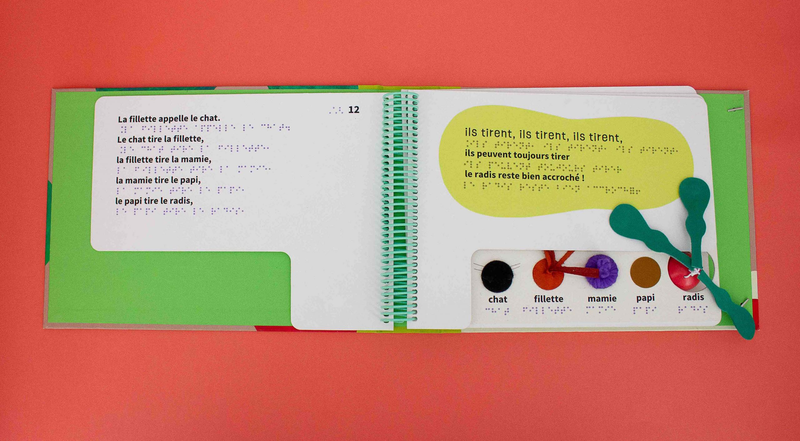 12
La fillette appelle le chat.
Le chat tire la fillette,
la fillette tire la mamie,
la mamie tire le papi,
le papi tire le radis,
ils tirent, ils tirent, ils tirent,
ils peuvent toujours tirer
le radis reste bien accroché !
chat fillette mamie papi radis